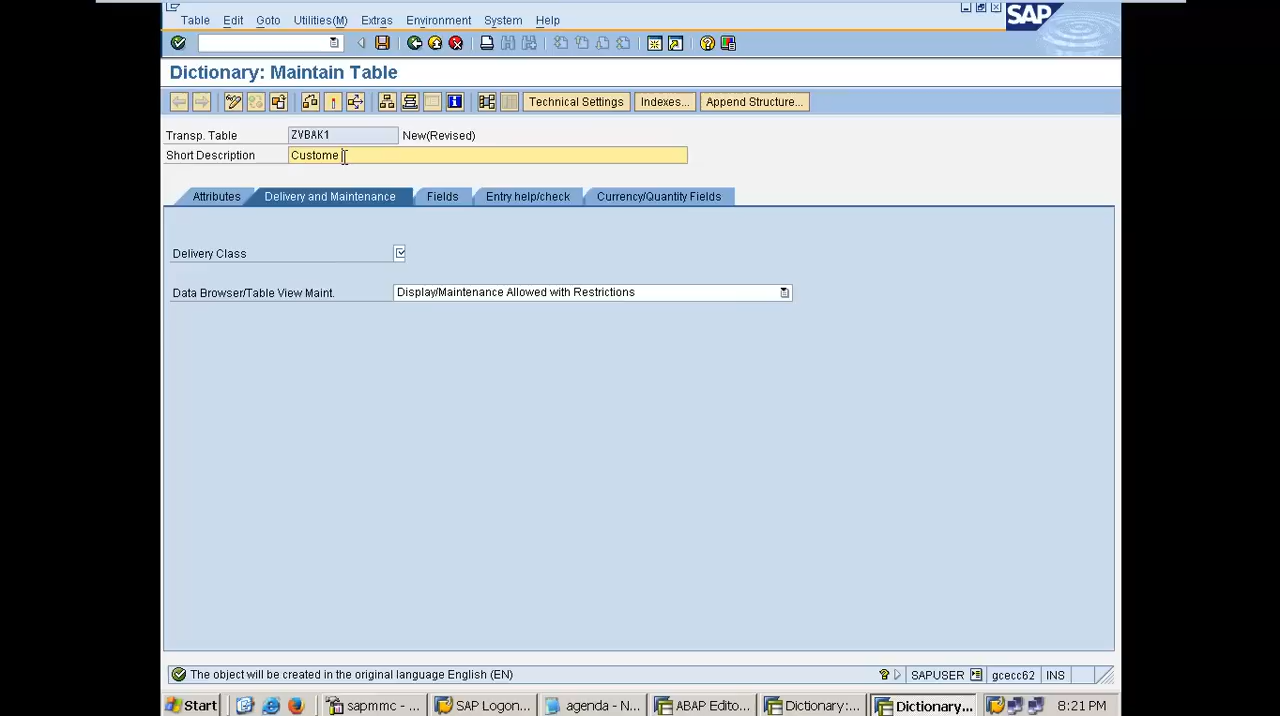 Table Edit Goto Utilities(M) Extras Environment System Help
SAP
Dictionary: Maintain Table
Technical Settings Indexes... Append Structure...
Transp. Table ZVBAK1 New(Revised)
Short Description Custome
Attributes Delivery and Maintenance Fields Entry help/check Currency/Quantity Fields
Delivery Class
Data Browser/Table View Maint. Display/Maintenance Allowed with Restrictions
The object will be created in the original language English (EN) SAPUSER gcecc62 INS
Start sapmmc - ... SAP Logon... agenda - N... ABAP Edito... Dictionary:... Dictionary... 8:21 PM